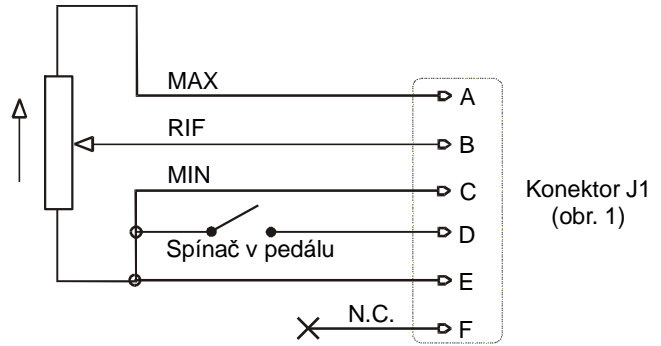 MAX
A
RIF
B
MIN
C
Konektor J1
(obr. 1)
D
Spínač v pedálu
E
N.C.
F